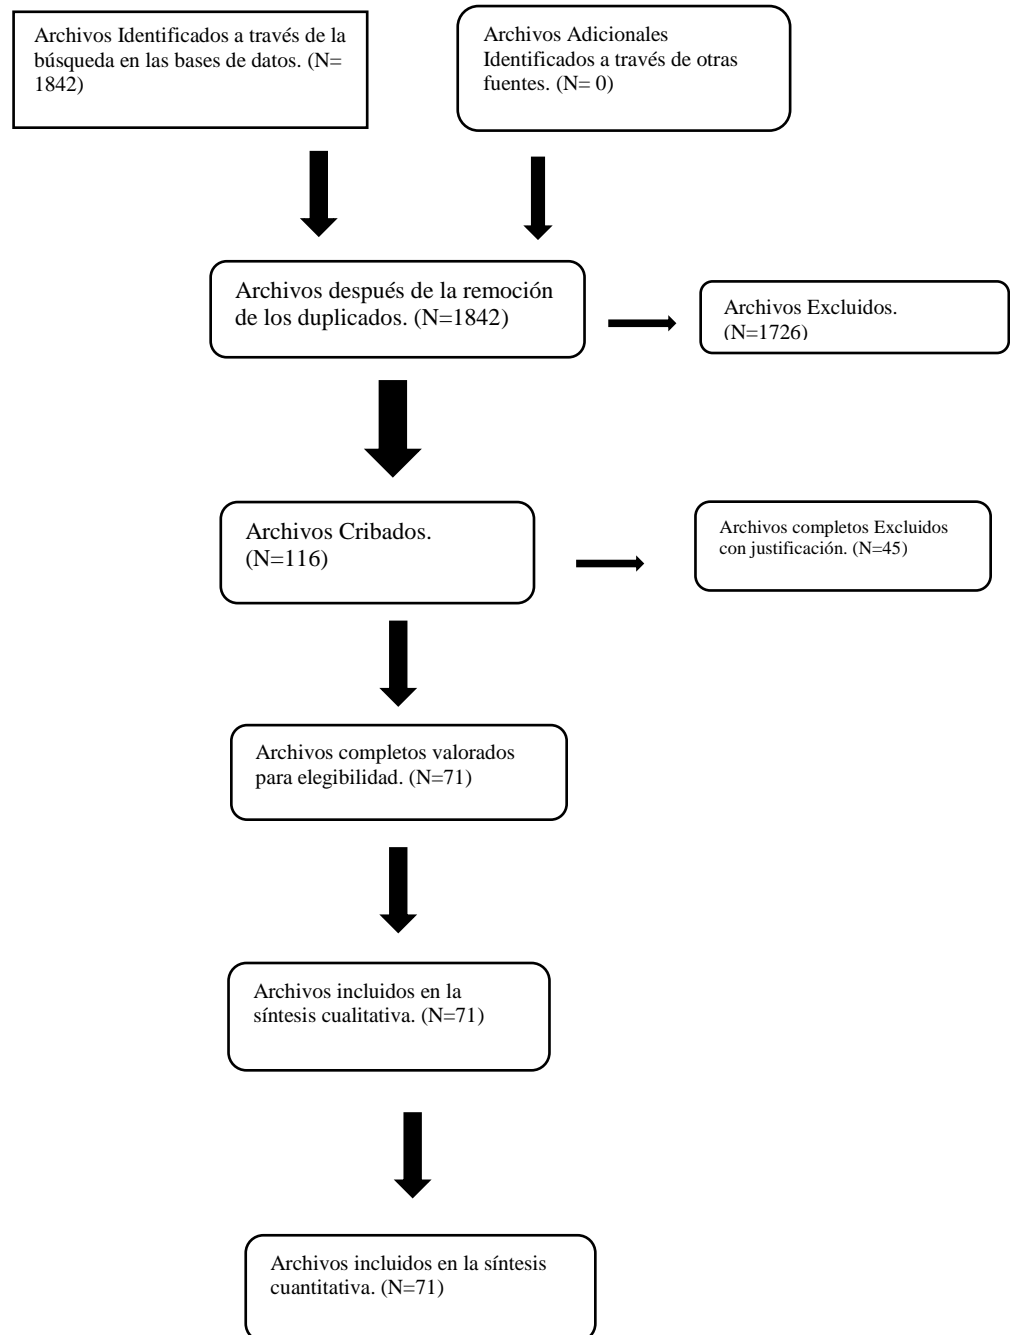 Archivos Identificados a través de la
búsqueda en las bases de datos. (N=
1842)
Archivos Adicionales
Identificados a través de otras
fuentes. (N= 0)
Archivos después de la remoción
de los duplicados. (N=1842)
Archivos Excluidos.
(N=1726)
Archivos Cribados.
(N=116)
Archivos completos Excluidos
con justificación. (N=45)
Archivos completos valorados
para elegibilidad. (N=71)
Archivos incluidos en la
síntesis cualitativa. (N=71)
Archivos incluidos en la síntesis
cuantitativa. (N=71)